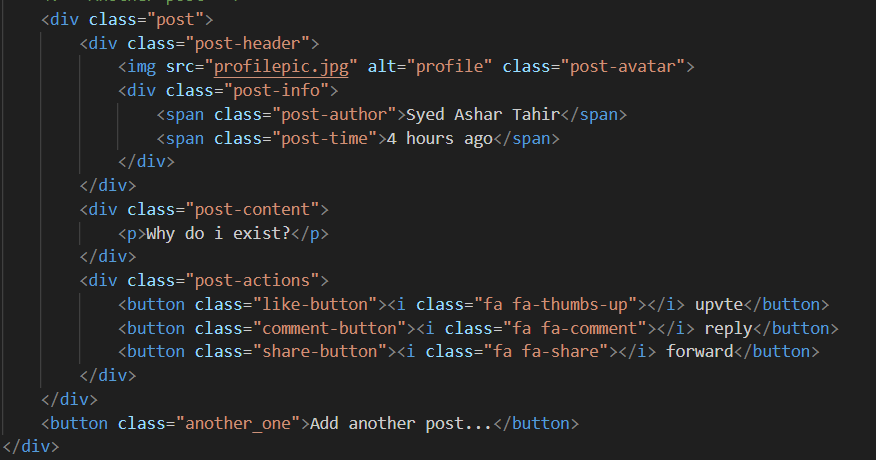 <div class="post">
<div class="post-header">
<img src="profilepic.jpg" alt="profile" class="post-avatar">
<div class="post-info">
<span class="post-author">Syed Ashar Tahir</span>
<span class="post-time">4 hours ago</span>
</div>
</div>
<div class="post-content">
<p>Why do i exist?</p>
</div>
<div class="post-actions">
<button class="like-button"><i class="fa fa-thumbs-up"></i> upvte</button>
<button class="comment-button"><i class="fa fa-comment"></i> reply</button>
<button class="share-button"><i class="fa fa-share"></i> forward</button>
</div>
</div>
<button class="another_one">Add another post...</button>
</div>